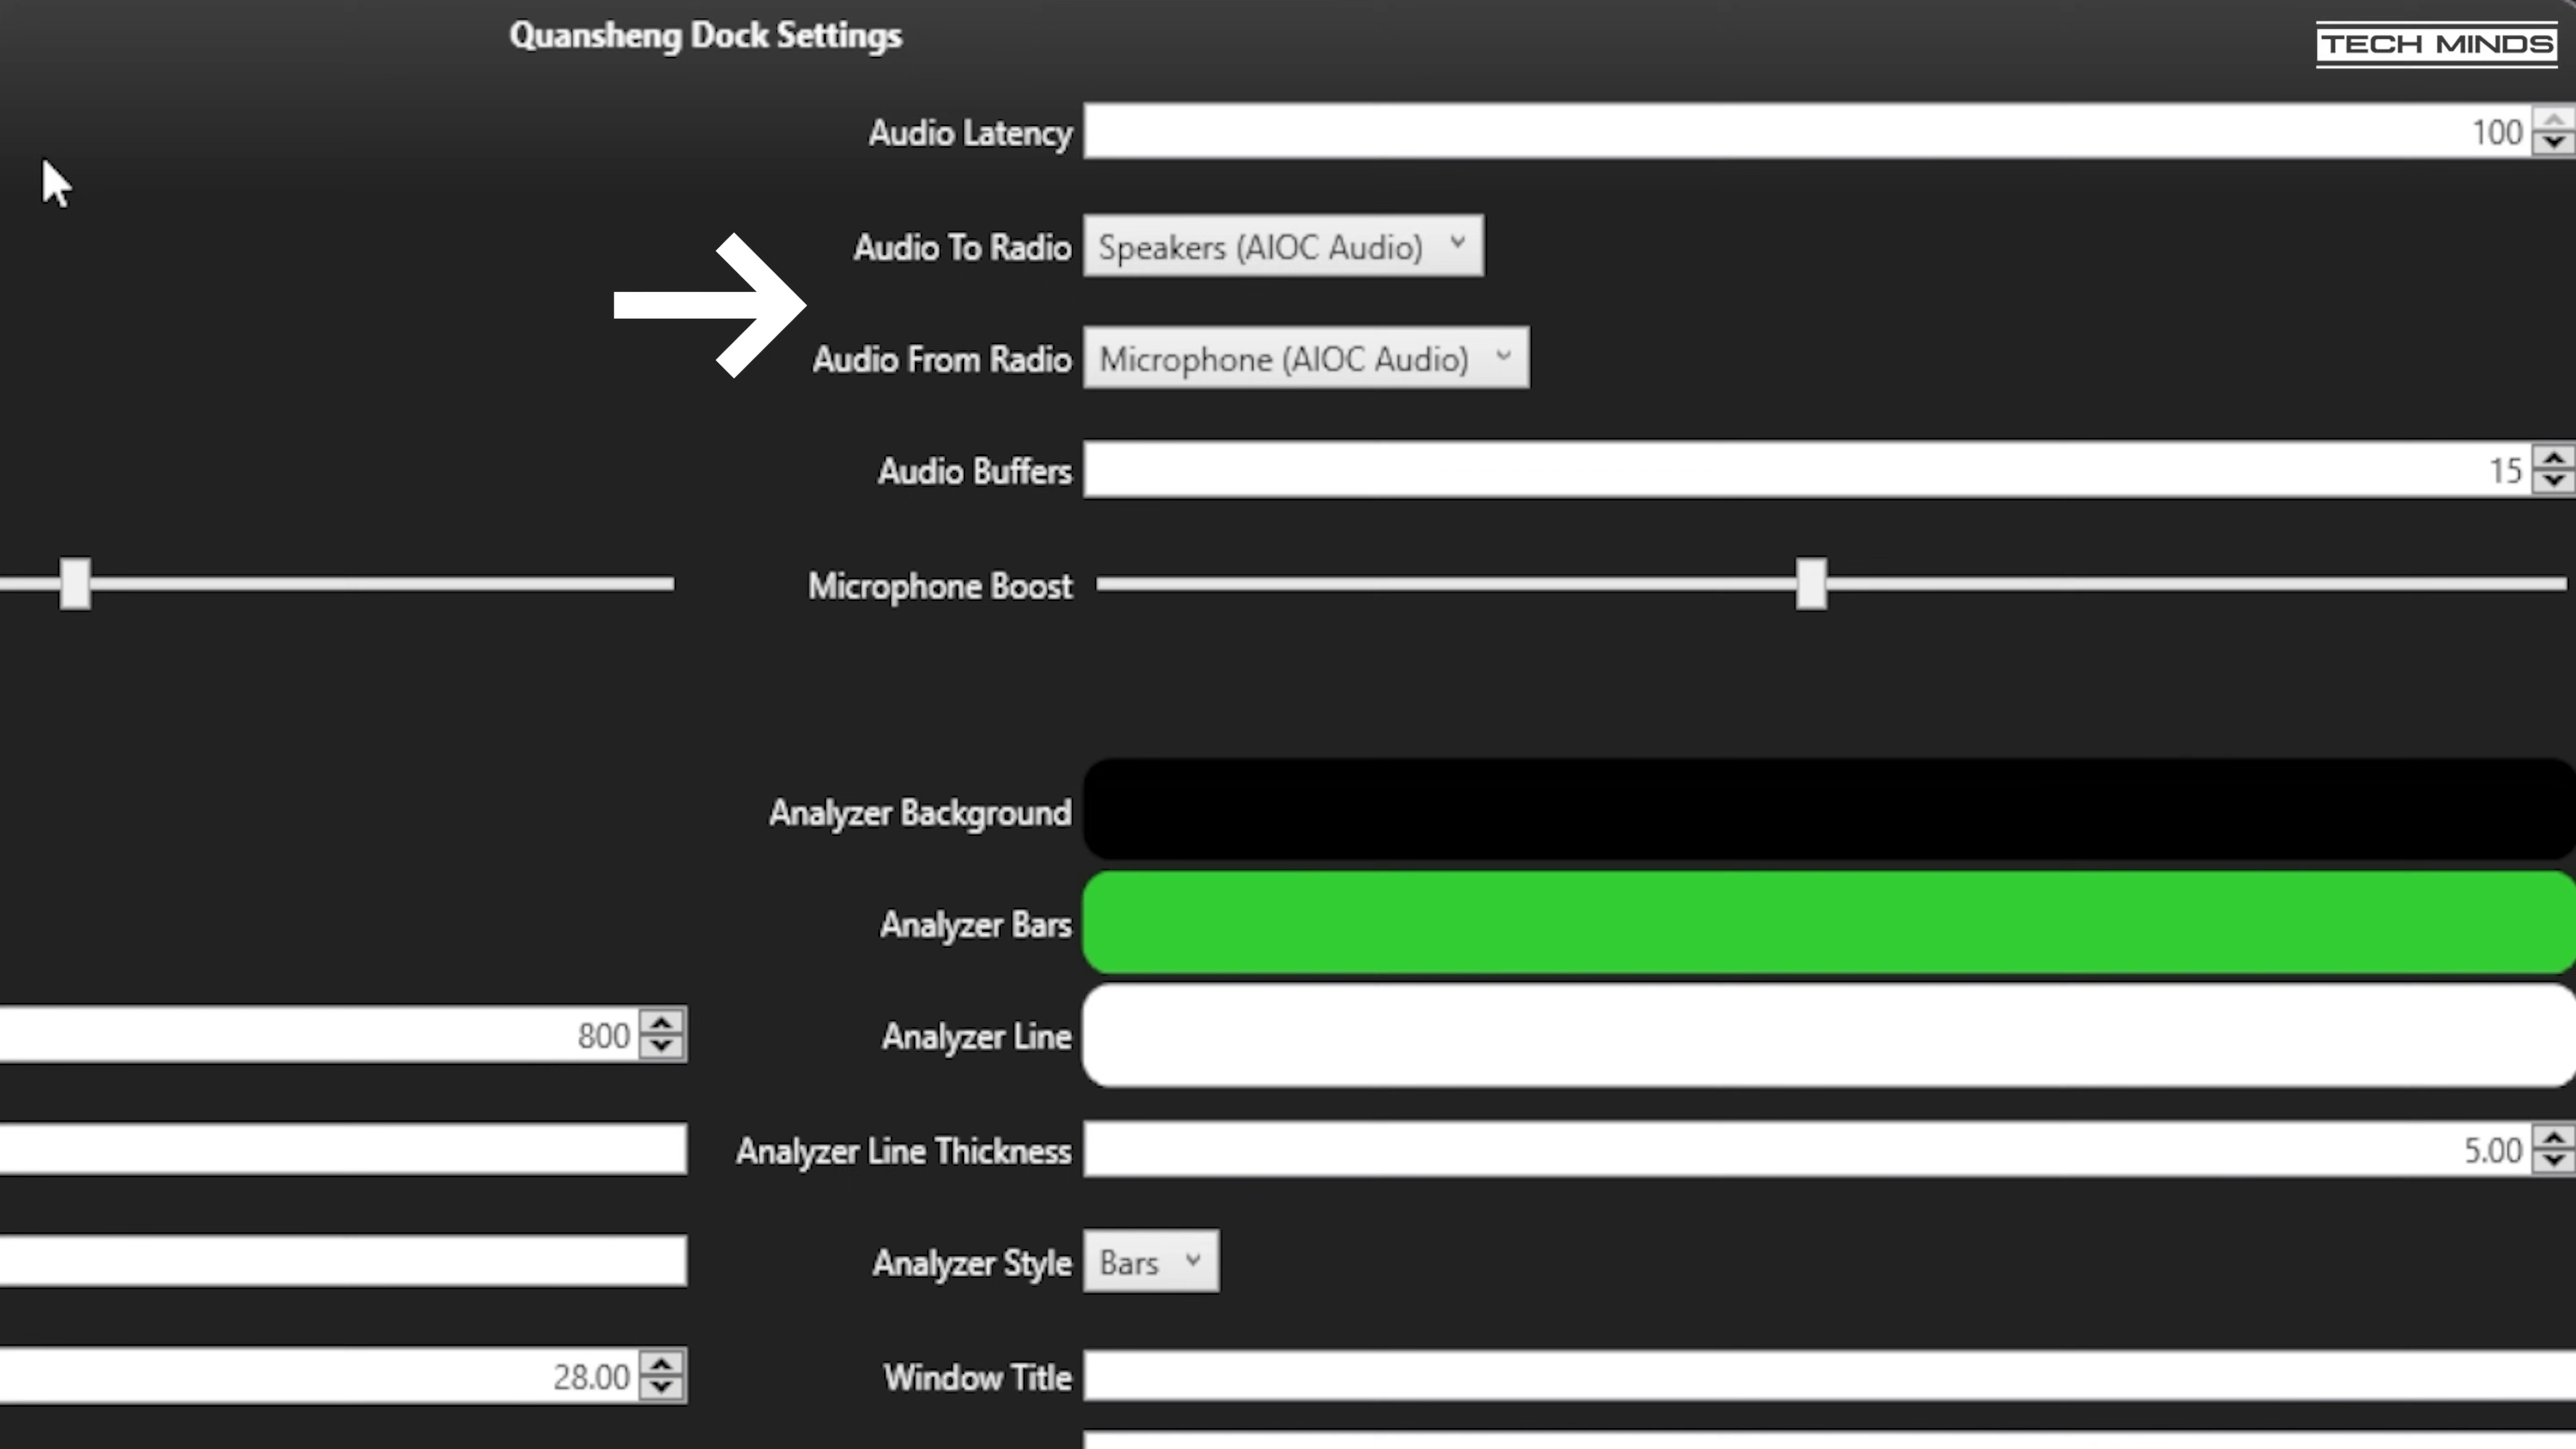 Quansheng Dock Settings
TECH MINDS
Audio Latency 100
Audio To Radio Speakers (AIOC Audio)
Audio From Radio Microphone (AIOC Audio)
Audio Buffers 15
Microphone Boost
Analyzer Background
Analyzer Bars
800 Analyzer Line
Analyzer Line Thickness 5.00
Analyzer Style Bars
28.00 Window Title